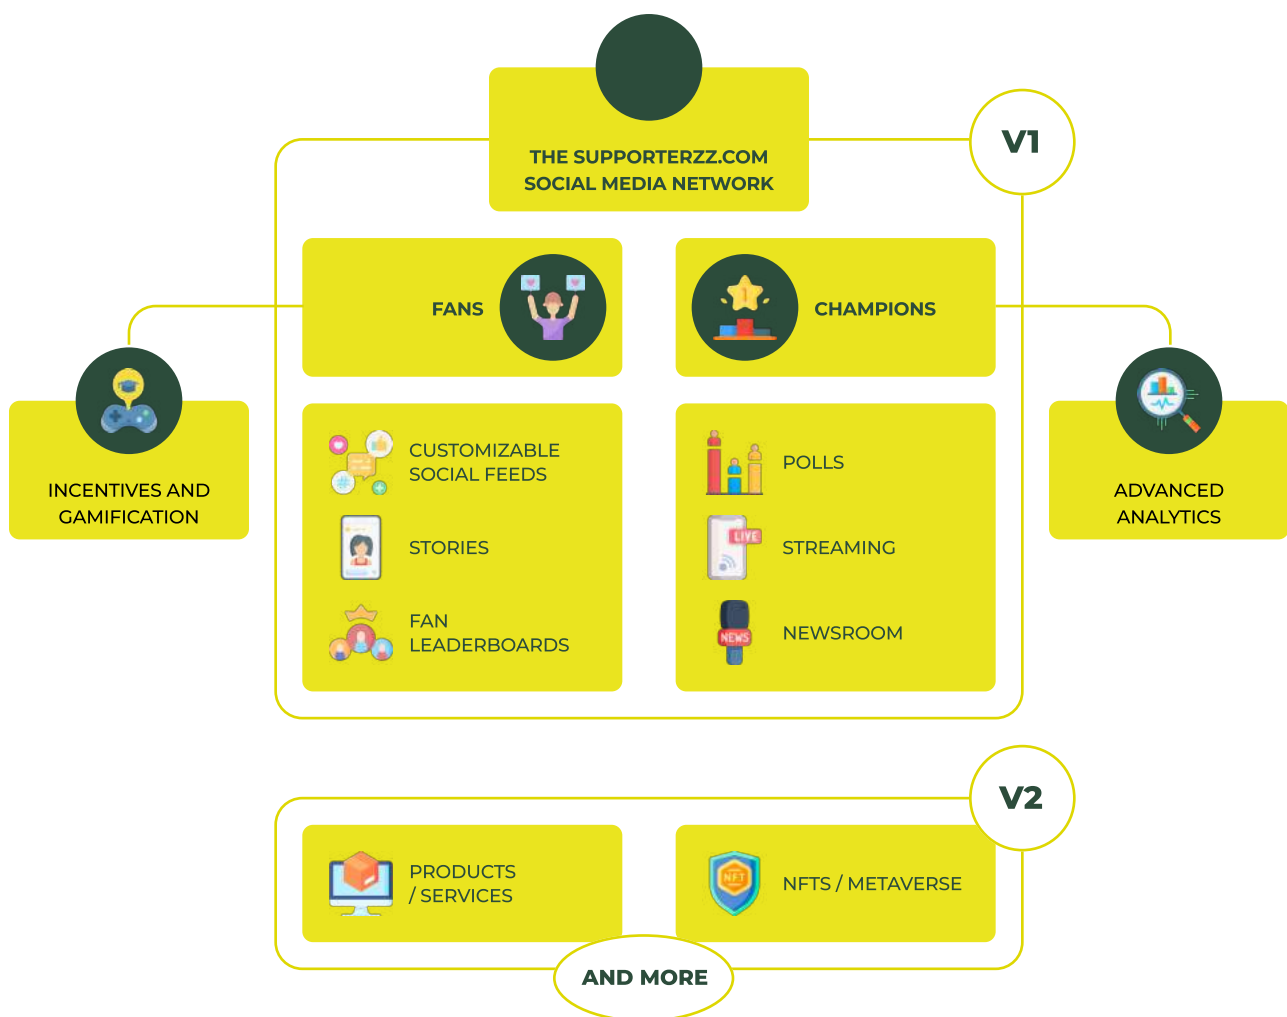 THE SUPPORTERZZ.COM
SOCIAL MEDIA NETWORK
V1
FANS
CHAMPIONS
INCENTIVES AND
GAMIFICATION
CUSTOMIZABLE
SOCIAL FEEDS
STORIES
FAN
LEADERBOARDS
POLLS
LIVE
STREAMING
NEWS
NEWSROOM
ADVANCED
ANALYTICS
V2
PRODUCTS
/ SERVICES
NFT
NFTS / METAVERSE
AND MORE